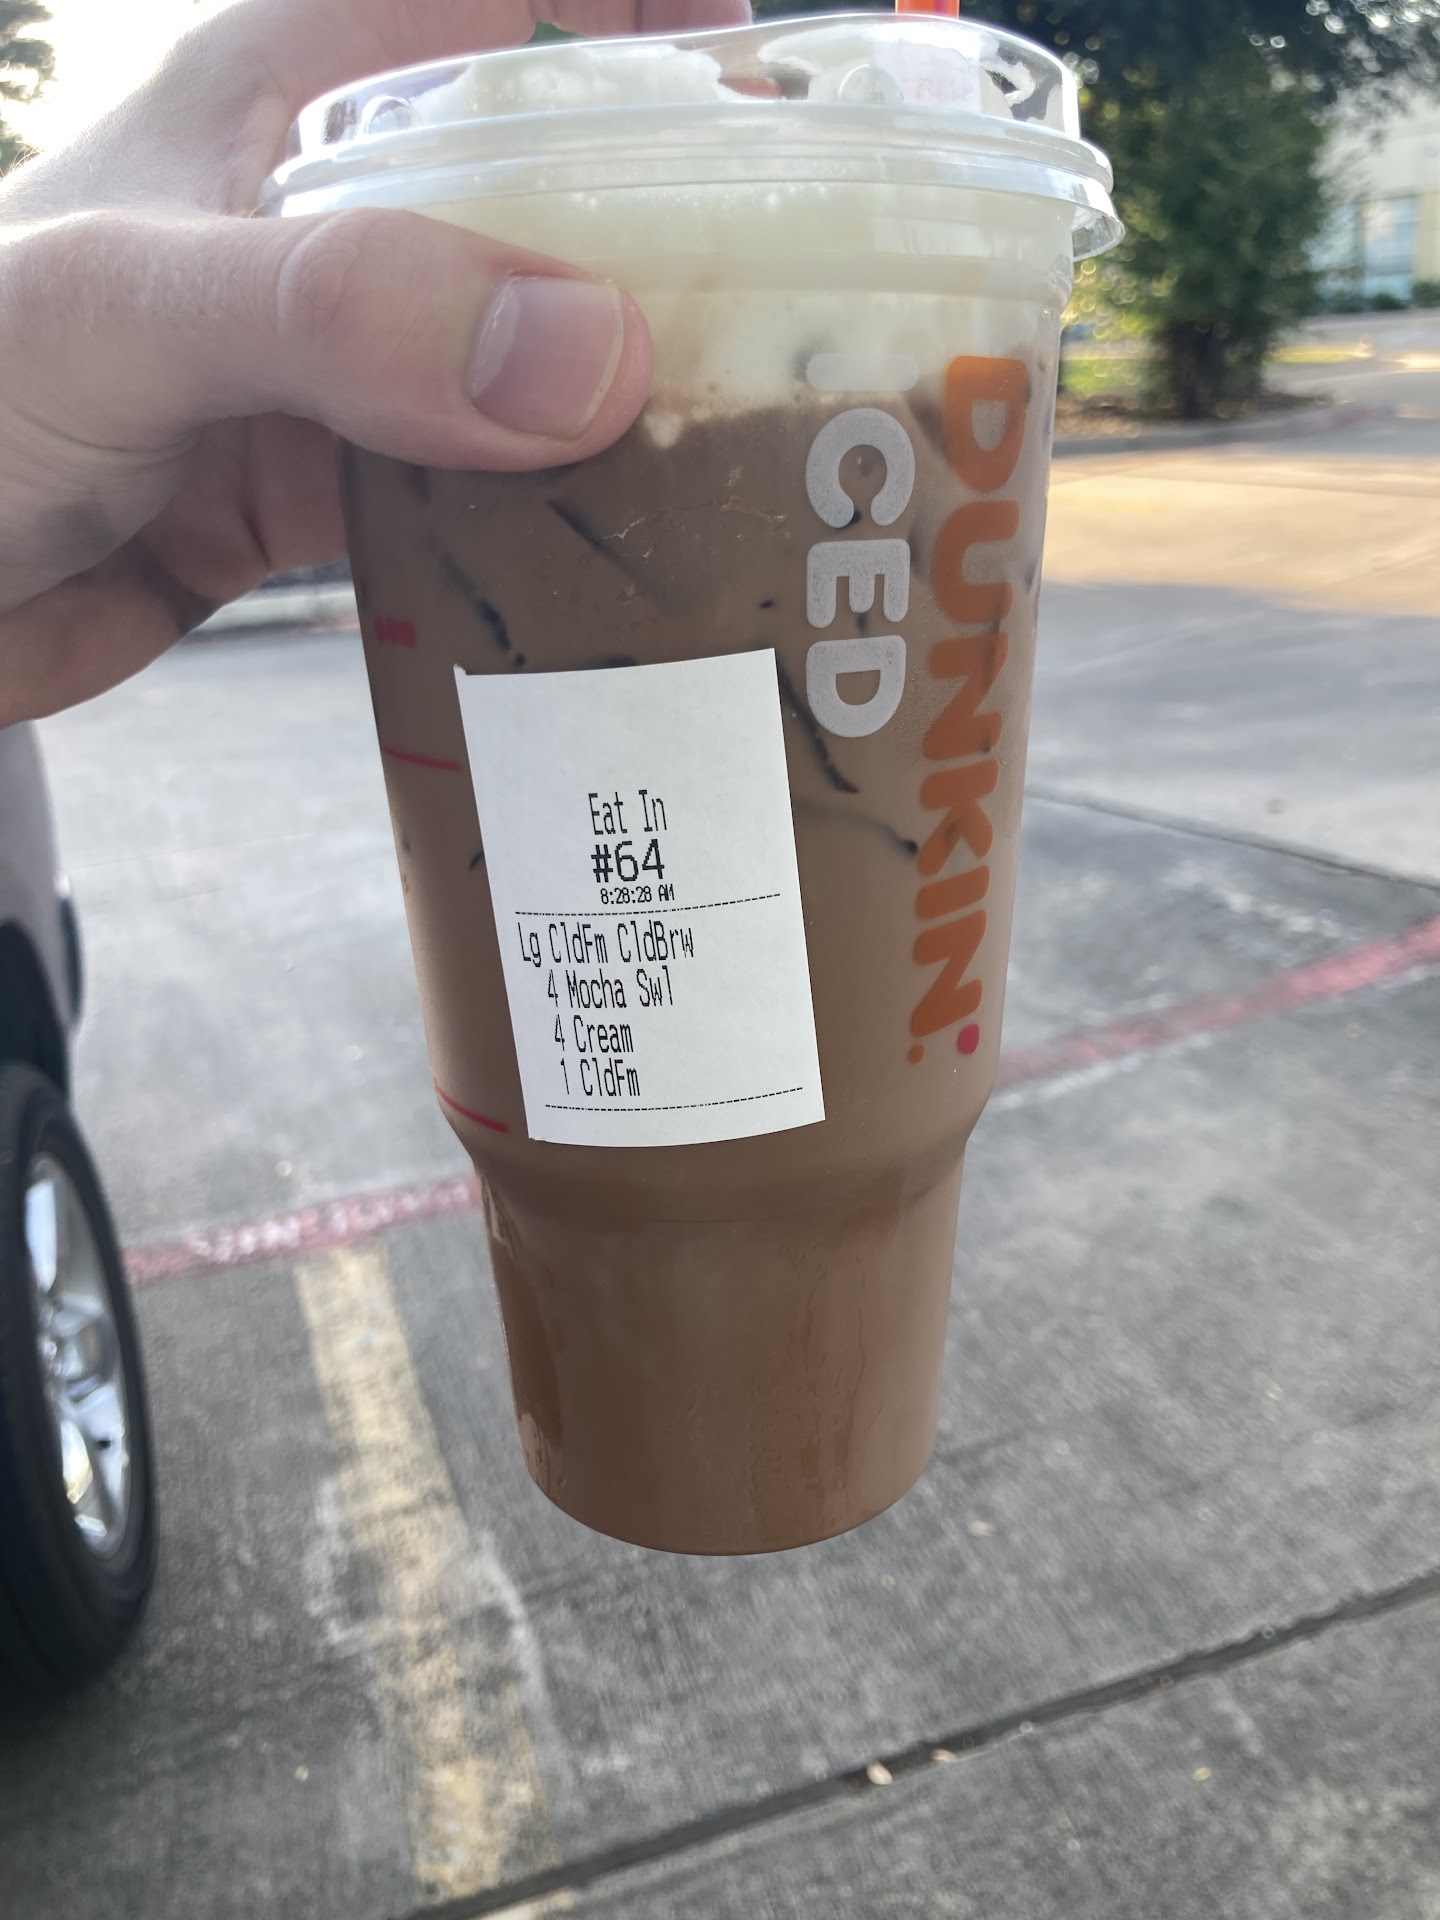 ICED
DUNKIN
Eat In
#64
8:28:28 AM
Lg CldFm CldBrw
4 Mocha Swl
4 Cream
1 CldFm